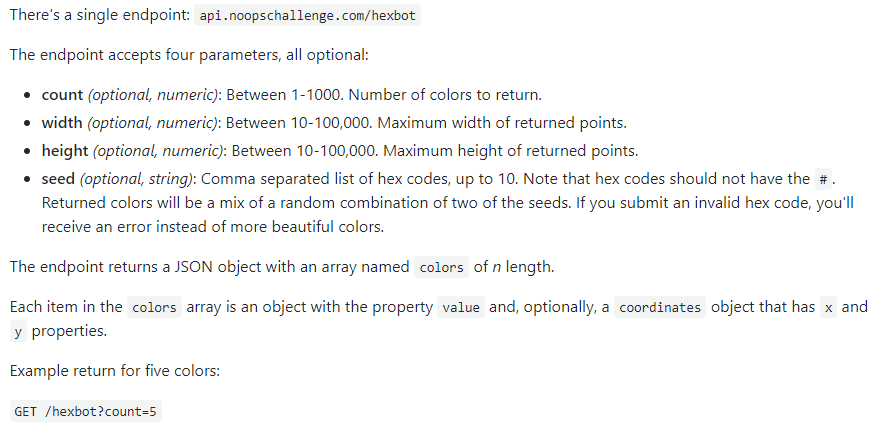 There's a single endpoint: api.noopschallenge.com/hexbot
The endpoint accepts four parameters, all optional:
• count (optional, numeric): Between 1-1000. Number of colors to return.
• width (optional, numeric): Between 10-100,000. Maximum width of returned points.
• height (optional, numeric): Between 10-100,000. Maximum height of returned points.
• seed (optional, string): Comma separated list of hex codes, up to 10. Note that hex codes should not have the #.
Returned colors will be a mix of a random combination of two of the seeds. If you submit an invalid hex code, you'll
receive an error instead of more beautiful colors.
The endpoint returns a JSON object with an array named colors of n length.
Each item in the colors array is an object with the property value and, optionally, a coordinates object that has x and
y properties.
Example return for five colors:
GET /hexbot?count=5